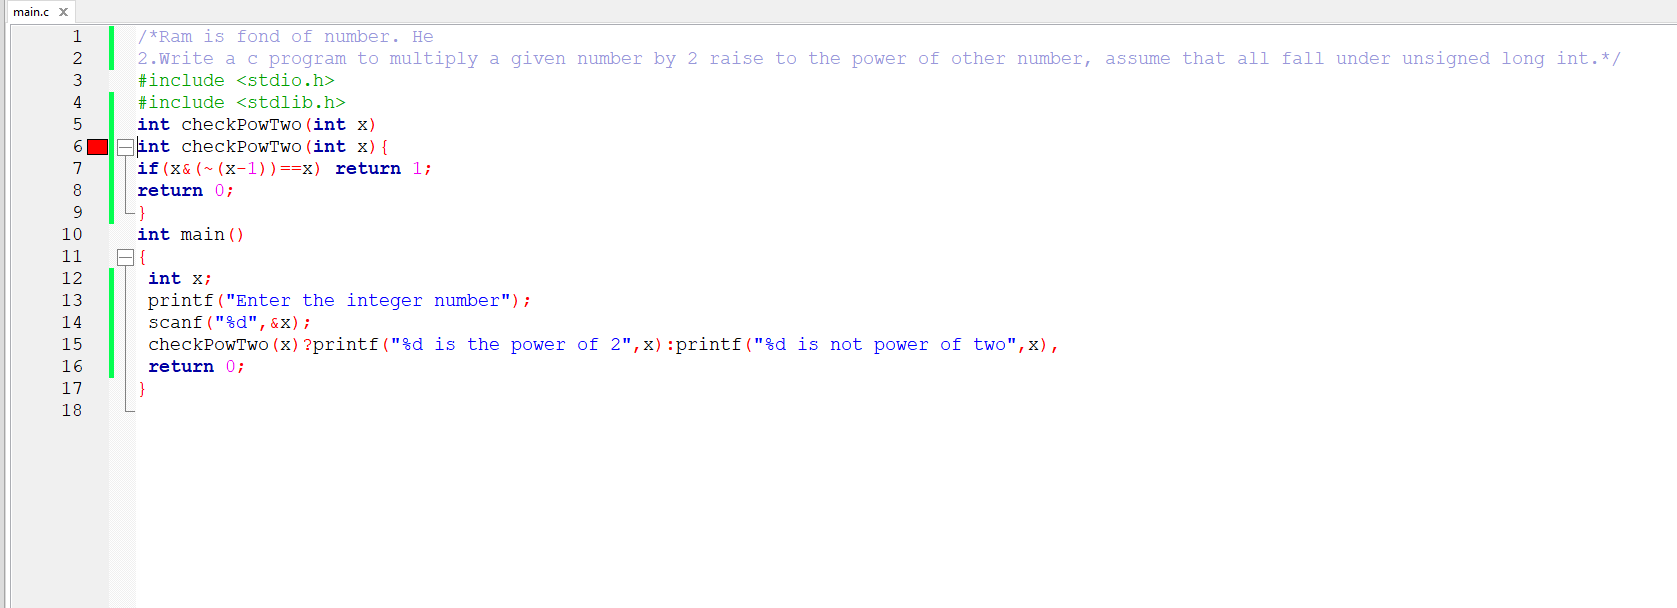 main.c X
1 /*Ram is fond of number. He
2 2.Write a c program to multiply a given number by 2 raise to the power of other number, assume that all fall under unsigned long int.*/
3 #include <stdio.h>
4 #include <stdlib.h>
5 int checkPowTwo(int x)
6 int checkPowTwo(int x){
7 if(x&(~(x-1))==x) return 1;
8 return 0;
9 }
10 int main()
11 {
12 int x;
13 printf("Enter the integer number");
14 scanf("%d",&x);
15 checkPowTwo(x)?printf("%d is the power of 2",x):printf("%d is not power of two",x),
16 return 0;
17 }
18